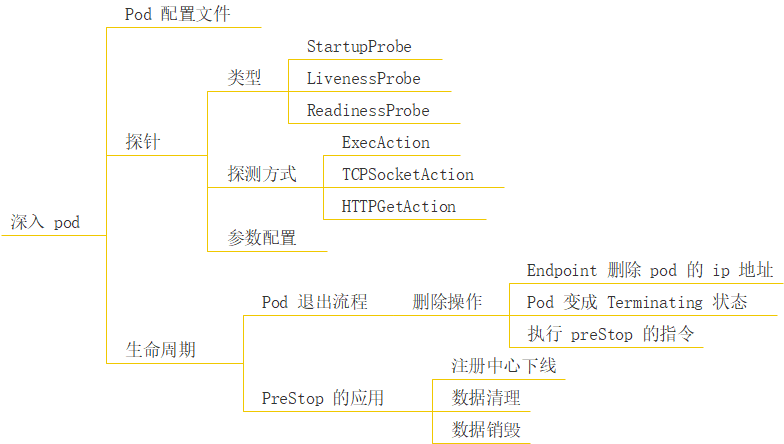 深入 pod
Pod 配置文件
探针
类型
StartupProbe
LivenessProbe
ReadinessProbe
探测方式
ExecAction
TCPSocketAction
HTTPGetAction
参数配置
生命周期
Pod 退出流程
删除操作
Endpoint 删除 pod 的 ip 地址
Pod 变成 Terminating 状态
执行 preStop 的指令
PreStop 的应用
注册中心下线
数据清理
数据销毁